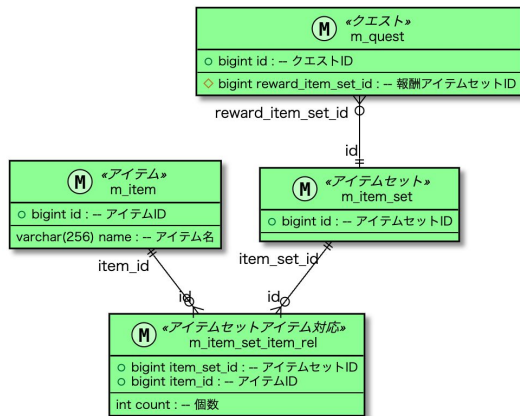 M
«クエスト»
m_quest
bigint id : -- クエストID
bigint reward_item_set_id : -- 報酬アイテムセットID
reward_item_set_id
id
M
«アイテム»
m_item
bigint id : -- アイテムID
varchar(256) name : -- アイテム名
M
«アイテムセット»
m_item_set
bigint id : -- アイテムセットID
item_id
item_set_id
id
id
M
«アイテムセットアイテム対応»
m_item_set_item_rel
bigint item_set_id : -- アイテムセットID
bigint item_id : -- アイテムID
int count : -- 個数